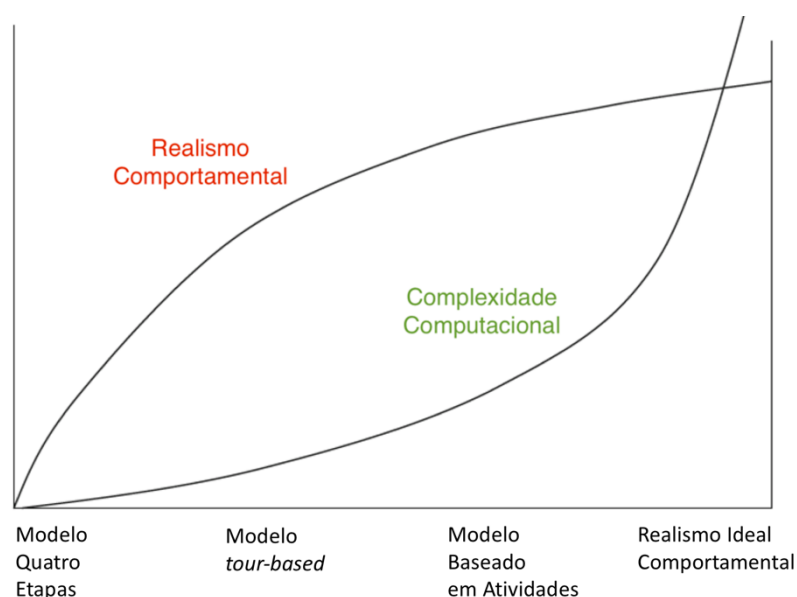 Realismo
Comportamental
Complexidade
Computacional
Modelo
Quatro
Etapas
Modelo
tour-based
Modelo
Baseado
em Atividades
Realismo Ideal
Comportamental